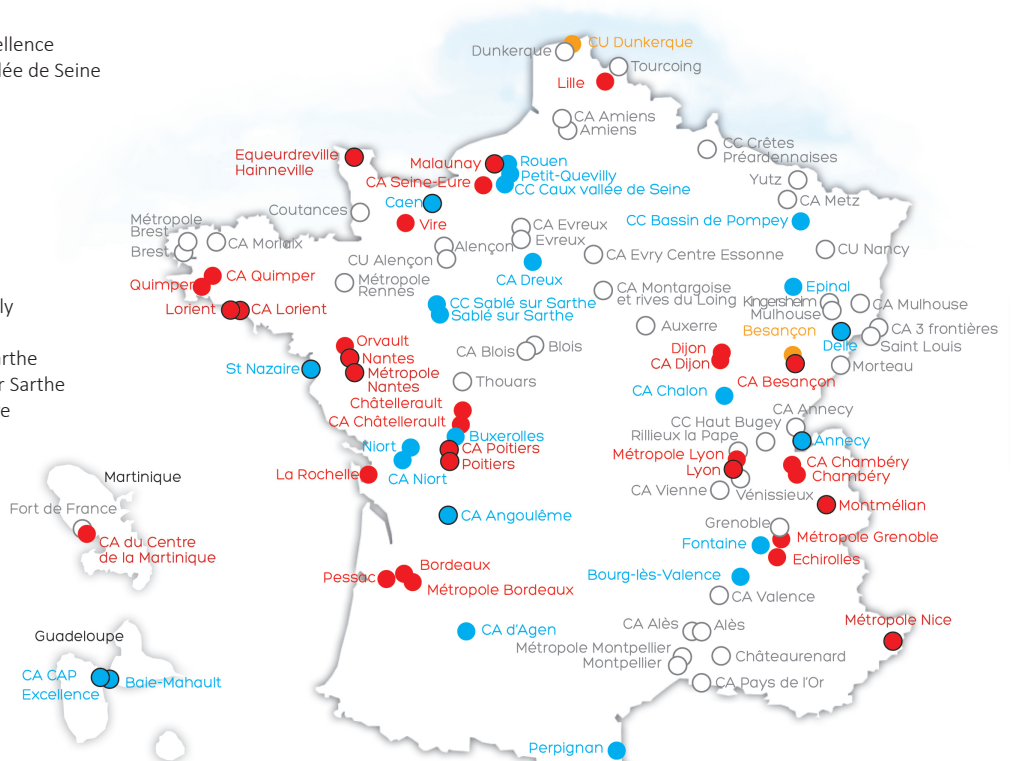 ellence
lée de Seine
ly
arthe
r Sarthe
e
CU Dunkerque
Dunkerque
Tourcoing
Lille
CA Amiens
Amiens
CC Crêtes
Préardennaises
Equeurdreville
Hainneville
Malaunay
Rouen
Petit-Quevilly
CA Seine-Eure
CC Caux vallée de Seine
Yutz
CA Metz
Caen
Coutances
Vire
CC Bassin de Pompey
Métropole
Brest
Brest
CA Morlaix
CA Evreux
Evreux
Alençon
CU Alençon
CA Evry Centre Essonne
CU Nancy
CA Dreux
CA Quimper
Quimper
Métropole
Rennes
CA Montargoise
et rives du Loing
Epinal
Kingersheim
Mulhouse
CA Mulhouse
Lorient
CA Lorient
CC Sablé sur Sarthe
Sablé sur Sarthe
Auxerre
Besançon
CA 3 frontières
Saint Louis
Delle
Orvault
Nantes
Métropole
Nantes
CA Blois
Blois
Dijon
CA Dijon
St Nazaire
Morteau
Thouars
CA Besançon
CA Chalon
Châtellerault
CA Châtellerault
CA Annecy
CC Haut Bugey
Buxerolles
Rillieux la Pape
Annecy
Niort
CA Poitiers
Métropole Lyon
Poitiers
CA Chambéry
Lyon
Chambéry
La Rochelle
CA Niort
CA Vienne
Vénissieux
Montmélian
Martinique
Fort de France
CA du Centre
de la Martinique
CA Angoulême
Grenoble
Métropole Grenoble
Fontaine
Echirolles
Bordeaux
Pessac
Métropole Bordeaux
Bourg-lès-Valence
CA Valence
Métropole Nice
CA d'Agen
CA Alès
Alès
Guadeloupe
Métropole Montpellier
Montpellier
Châteaurenard
CA CAP
Excellence
Baie-Mahault
CA Pays de l'Or
Perpignan